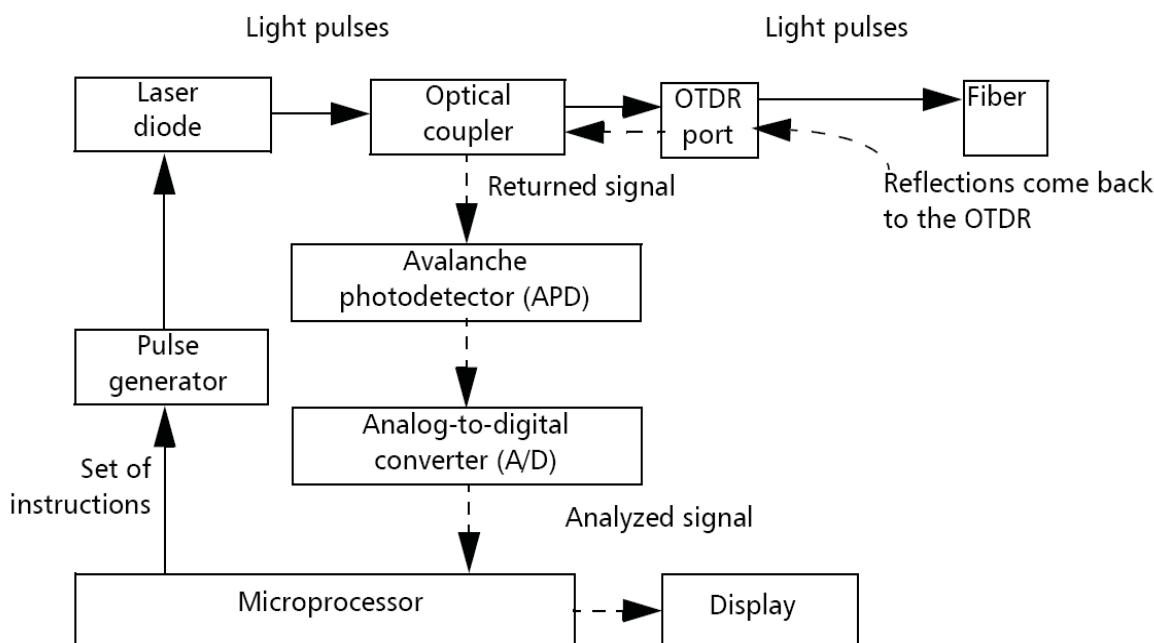 Light pulses
Light pulses
Laser
diode
Optical
coupler
OTDR
port
Fiber
Returned signal
Reflections come back
to the OTDR
Avalanche
photodetector (APD)
Pulse
generator
Analog-to-digital
converter (A/D)
Set of
instructions
Analyzed signal
Microprocessor
Display